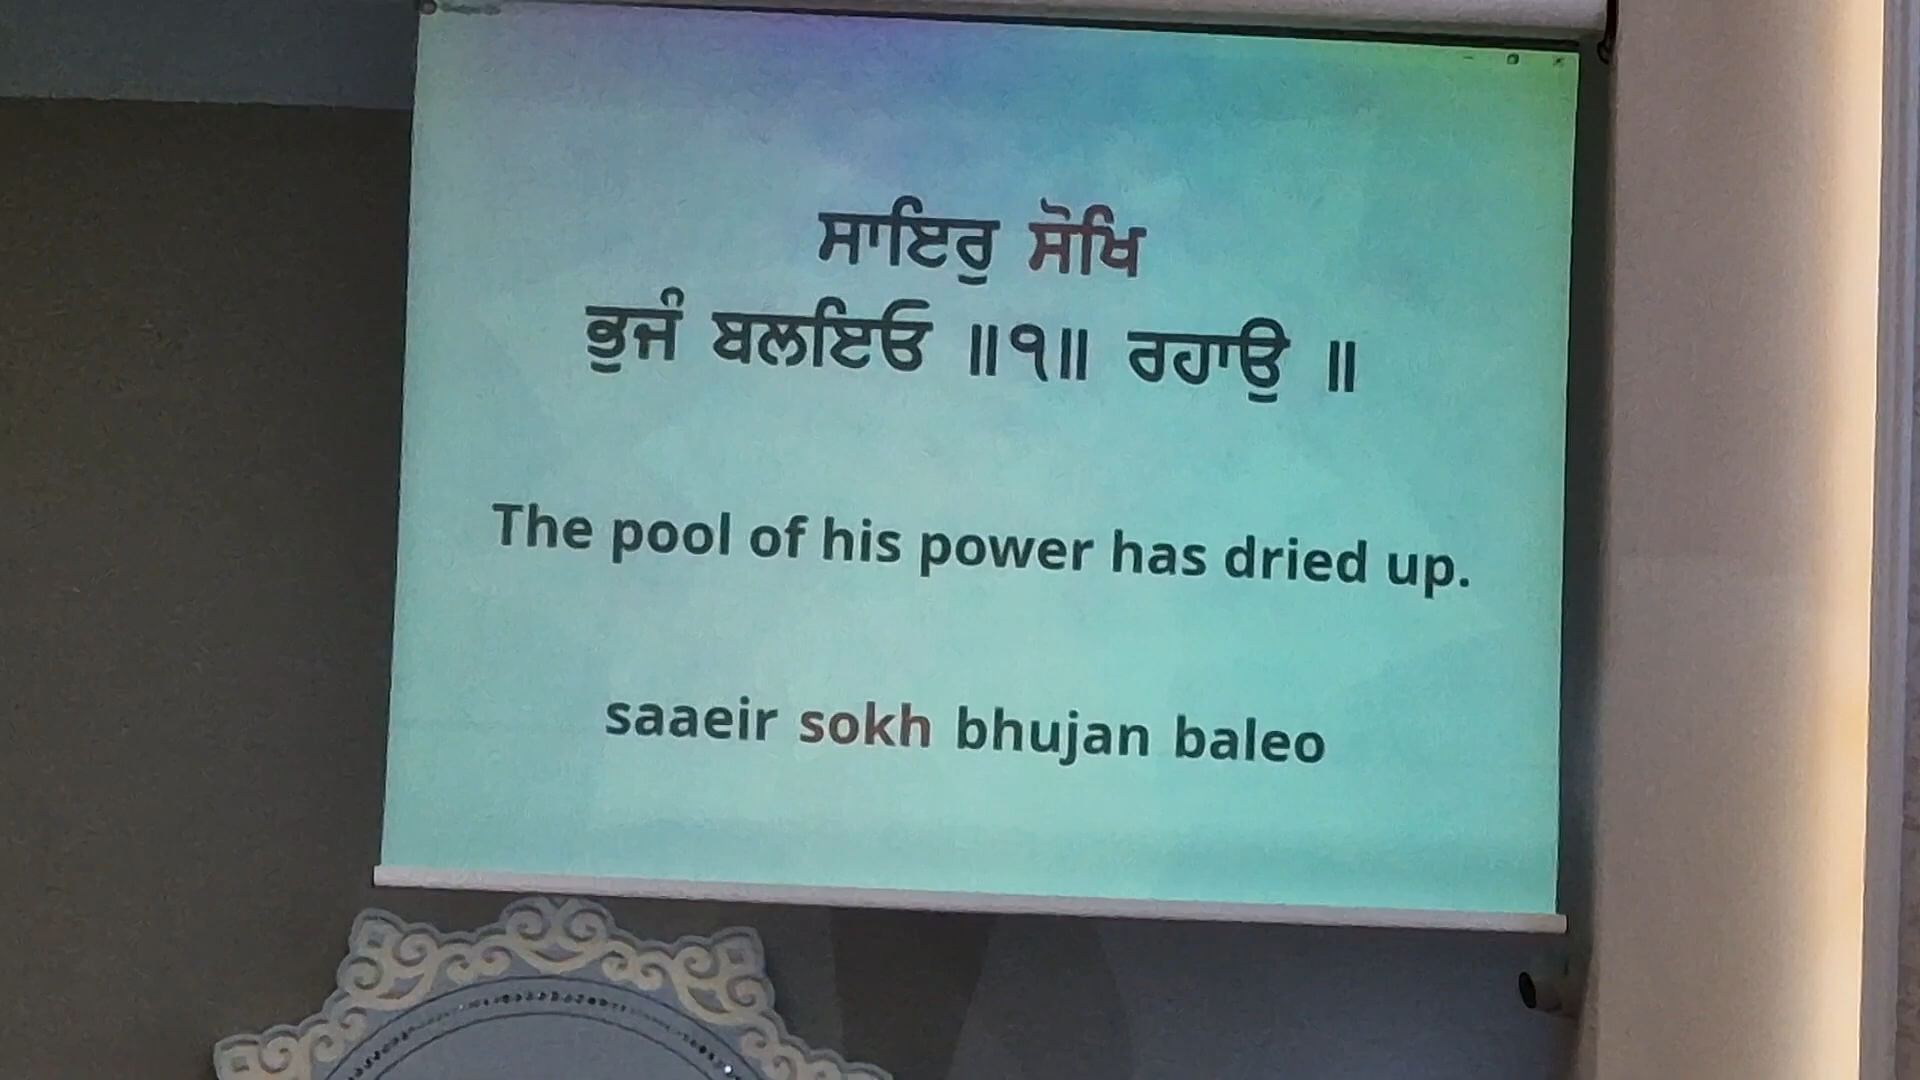 ਸਾਇਰੁ ਸੋਖਿ
ਭੁਜੰ ਬਲਇਓ ॥੧॥ ਰਹਾਉ ॥
The pool of his power has dried up.
saaeir sokh bhujan baleo